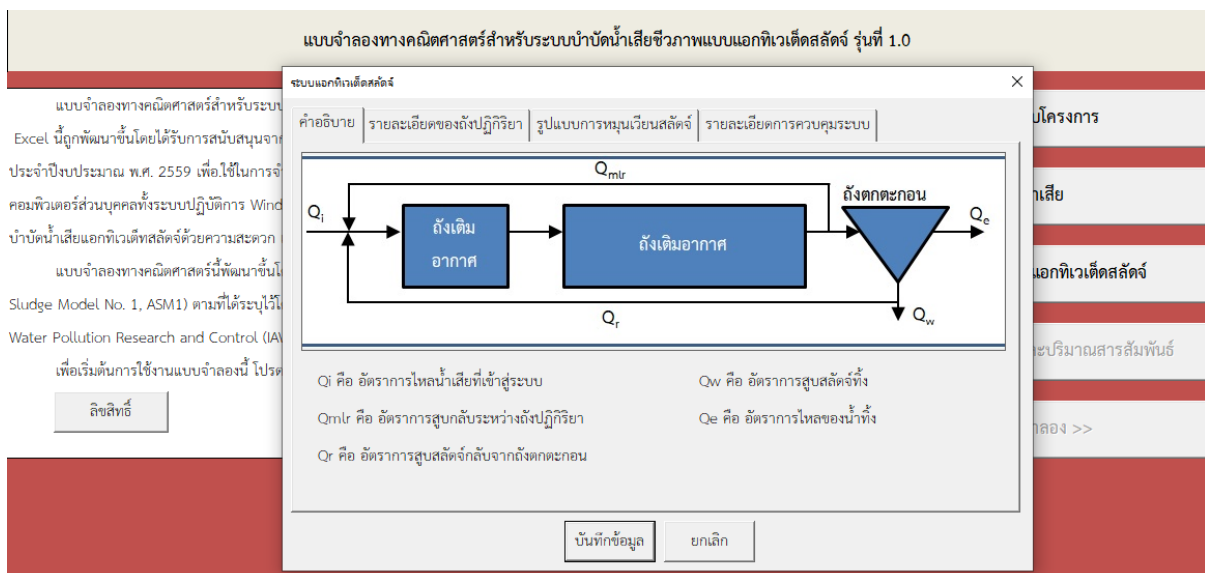 แบบจำลองทางคณิตศาสตร์สำหรับระบบบำบัดน้ำเสียชีวภาพแบบแอกทิเวเต็ดสลัดจ์ รุ่นที่ 1.0
ระบบแอกทิเวเต็ดสลัดจ์
คำอธิบาย รายละเอียดของถังปฏิกิริยา รูปแบบการหมุนเวียนสลัดจ์ รายละเอียดการควบคุมระบบ
Qmlr
Qi
ถังเติม
อากาศ
ถังเติมอากาศ
ถังตกตะกอน
Qe
Qr
Qw
Qi คือ อัตราการไหลน้ำเสียที่เข้าสู่ระบบ
Qw คือ อัตราการสูบสลัดจ์ทิ้ง
Qmlr คือ อัตราการสูบกลับระหว่างถังปฏิกิริยา
Qe คือ อัตราการไหลของน้ำทิ้ง
Qr คือ อัตราการสูบสลัดจ์กลับจากถังตกตะกอน
บันทึกข้อมูล ยกเลิก
แบบจำลองทางคณิตศาสตร์สำหรับระบบ
Excel นี้ถูกพัฒนาขึ้นโดยได้รับการสนับสนุนจาก
ประจำปีงบประมาณ พ.ศ. 2559 เพื่อใช้ในการจำ
คอมพิวเตอร์ส่วนบุคคลทั้งระบบปฏิบัติการ Wind
บำบัดน้ำเสียแอกทิเวเต็ทสลัดจ์ด้วยความสะดวก
แบบจำลองทางคณิตศาสตร์นี้พัฒนาขึ้นโ
Sludge Model No. 1, ASM1) ตามที่ได้ระบุไว้โ
Water Pollution Research and Control (IA
เพื่อเริ่มต้นการใช้งานแบบจำลองนี้ โปรด
ลิขสิทธิ์
บโครงการ
าเสีย
แอกทิเวเต็ดสลัดจ์
ะปริมาณสารสัมพันธ์
าลอง >>